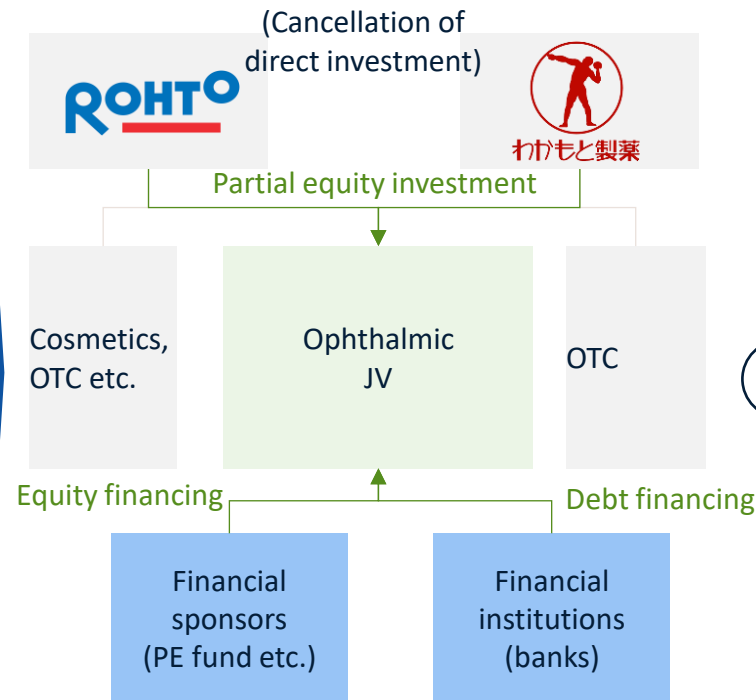 (Cancellation of
direct investment)
ROHTO
わかもと製薬
Partial equity investment
Cosmetics,
OTC etc.
Ophthalmic
JV
OTC
Equity financing
Debt financing
Financial
sponsors
(PE fund etc.)
Financial
institutions
(banks)